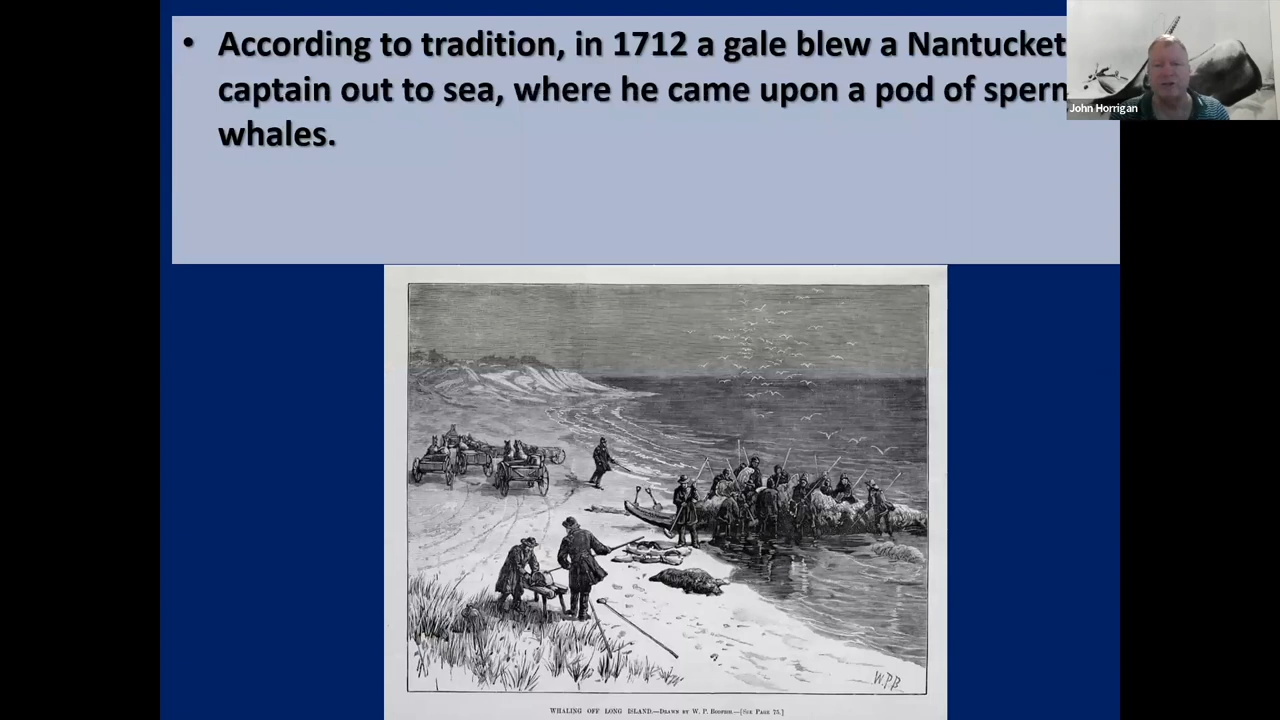 • According to tradition, in 1712 a gale blew a Nantucket
captain out to sea, where he came upon a pod of sperm
whales.
John Horrigan
W.P.B
WHALING OFF LONG ISLAND.—Drawn by W. P. Bodfish.—[See Page 75.]